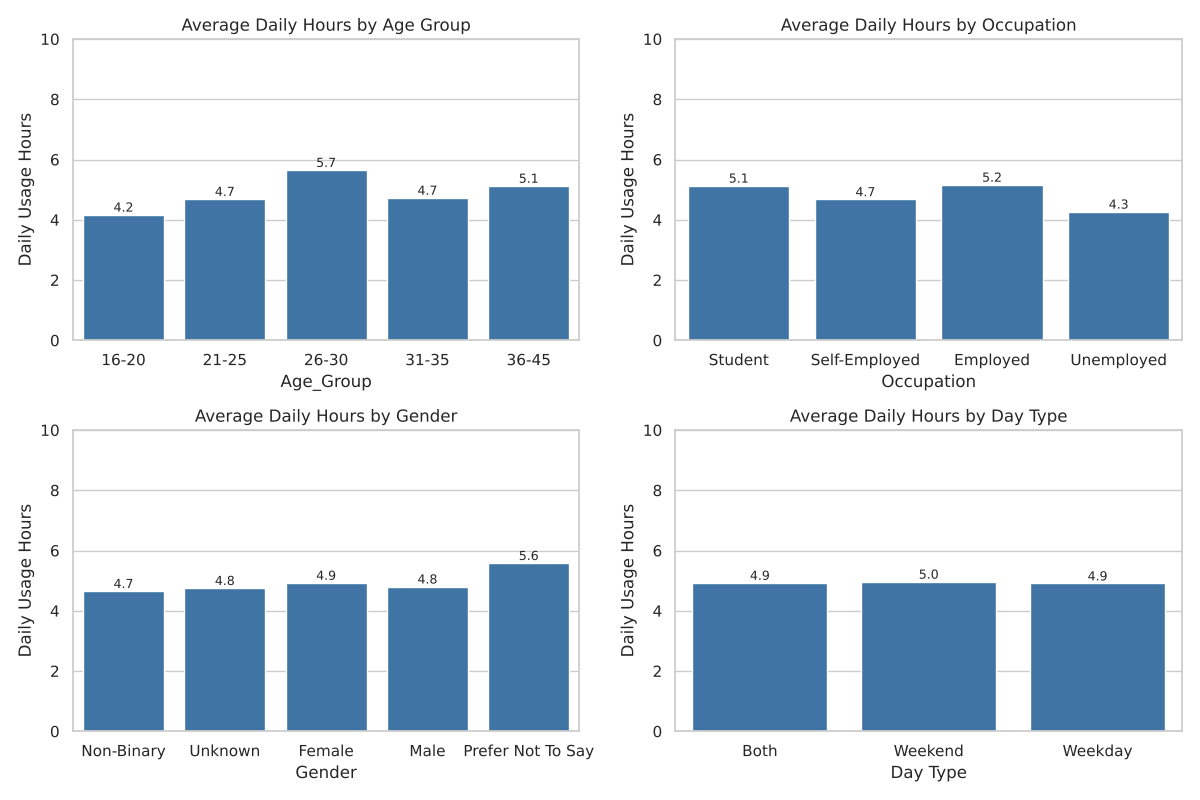 Average Daily Hours by Age Group
10
8
6
4
2
0
Daily Usage Hours
4.2
4.7
5.7
4.7
5.1
16-20
21-25
26-30
31-35
36-45
Age_Group
Average Daily Hours by Occupation
10
8
6
4
2
0
Daily Usage Hours
5.1
4.7
5.2
4.3
Student
Self-Employed
Employed
Unemployed
Occupation
Average Daily Hours by Gender
10
8
6
4
2
0
Daily Usage Hours
4.7
4.8
4.9
4.8
5.6
Non-Binary
Unknown
Female
Male
Prefer Not To Say
Gender
Average Daily Hours by Day Type
10
8
6
4
2
0
Daily Usage Hours
4.9
5.0
4.9
Both
Weekend
Weekday
Day Type